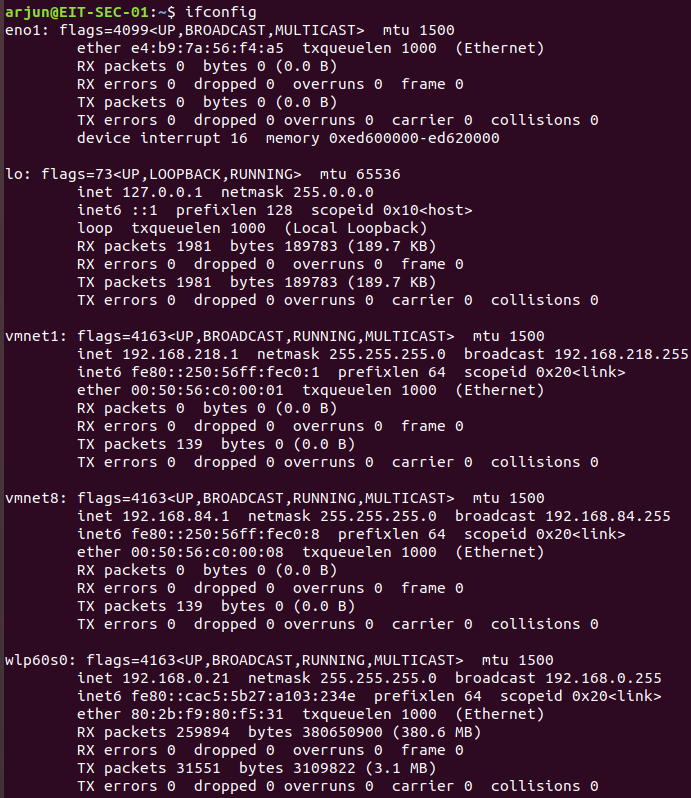 arjun@EIT-SEC-01:~$ ifconfig
eno1: flags=4099<UP,BROADCAST,MULTICAST>  mtu 1500
        ether e4:b9:7a:56:f4:a5  txqueuelen 1000  (Ethernet)
        RX packets 0  bytes 0 (0.0 B)
        RX errors 0  dropped 0  overruns 0  frame 0
        TX packets 0  bytes 0 (0.0 B)
        TX errors 0  dropped 0 overruns 0  carrier 0  collisions 0
        device interrupt 16  memory 0xed600000-ed620000

lo: flags=73<UP,LOOPBACK,RUNNING>  mtu 65536
        inet 127.0.0.1  netmask 255.0.0.0
        inet6 ::1  prefixlen 128  scopeid 0x10<host>
        loop  txqueuelen 1000  (Local Loopback)
        RX packets 1981  bytes 189783 (189.7 KB)
        RX errors 0  dropped 0  overruns 0  frame 0
        TX packets 1981  bytes 189783 (189.7 KB)
        TX errors 0  dropped 0 overruns 0  carrier 0  collisions 0

vmnet1: flags=4163<UP,BROADCAST,RUNNING,MULTICAST>  mtu 1500
        inet 192.168.218.1  netmask 255.255.255.0  broadcast 192.168.218.255
        inet6 fe80::250:56ff:fec0:1  prefixlen 64  scopeid 0x20<link>
        ether 00:50:56:c0:00:01  txqueuelen 1000  (Ethernet)
        RX packets 0  bytes 0 (0.0 B)
        RX errors 0  dropped 0  overruns 0  frame 0
        TX packets 139  bytes 0 (0.0 B)
        TX errors 0  dropped 0 overruns 0  carrier 0  collisions 0

vmnet8: flags=4163<UP,BROADCAST,RUNNING,MULTICAST>  mtu 1500
        inet 192.168.84.1  netmask 255.255.255.0  broadcast 192.168.84.255
        inet6 fe80::250:56ff:fec0:8  prefixlen 64  scopeid 0x20<link>
        ether 00:50:56:c0:00:08  txqueuelen 1000  (Ethernet)
        RX packets 0  bytes 0 (0.0 B)
        RX errors 0  dropped 0  overruns 0  frame 0
        TX packets 139  bytes 0 (0.0 B)
        TX errors 0  dropped 0 overruns 0  carrier 0  collisions 0

wlp60s0: flags=4163<UP,BROADCAST,RUNNING,MULTICAST>  mtu 1500
        inet 192.168.0.21  netmask 255.255.255.0  broadcast 192.168.0.255
        inet6 fe80::cac5:5b27:a103:234e  prefixlen 64  scopeid 0x20<link>
        ether 80:2b:f9:80:f5:31  txqueuelen 1000  (Ethernet)
        RX packets 259894  bytes 380650900 (380.6 MB)
        RX errors 0  dropped 0  overruns 0  frame 0
        TX packets 31551  bytes 3109822 (3.1 MB)
        TX errors 0  dropped 0 overruns 0  carrier 0  collisions 0